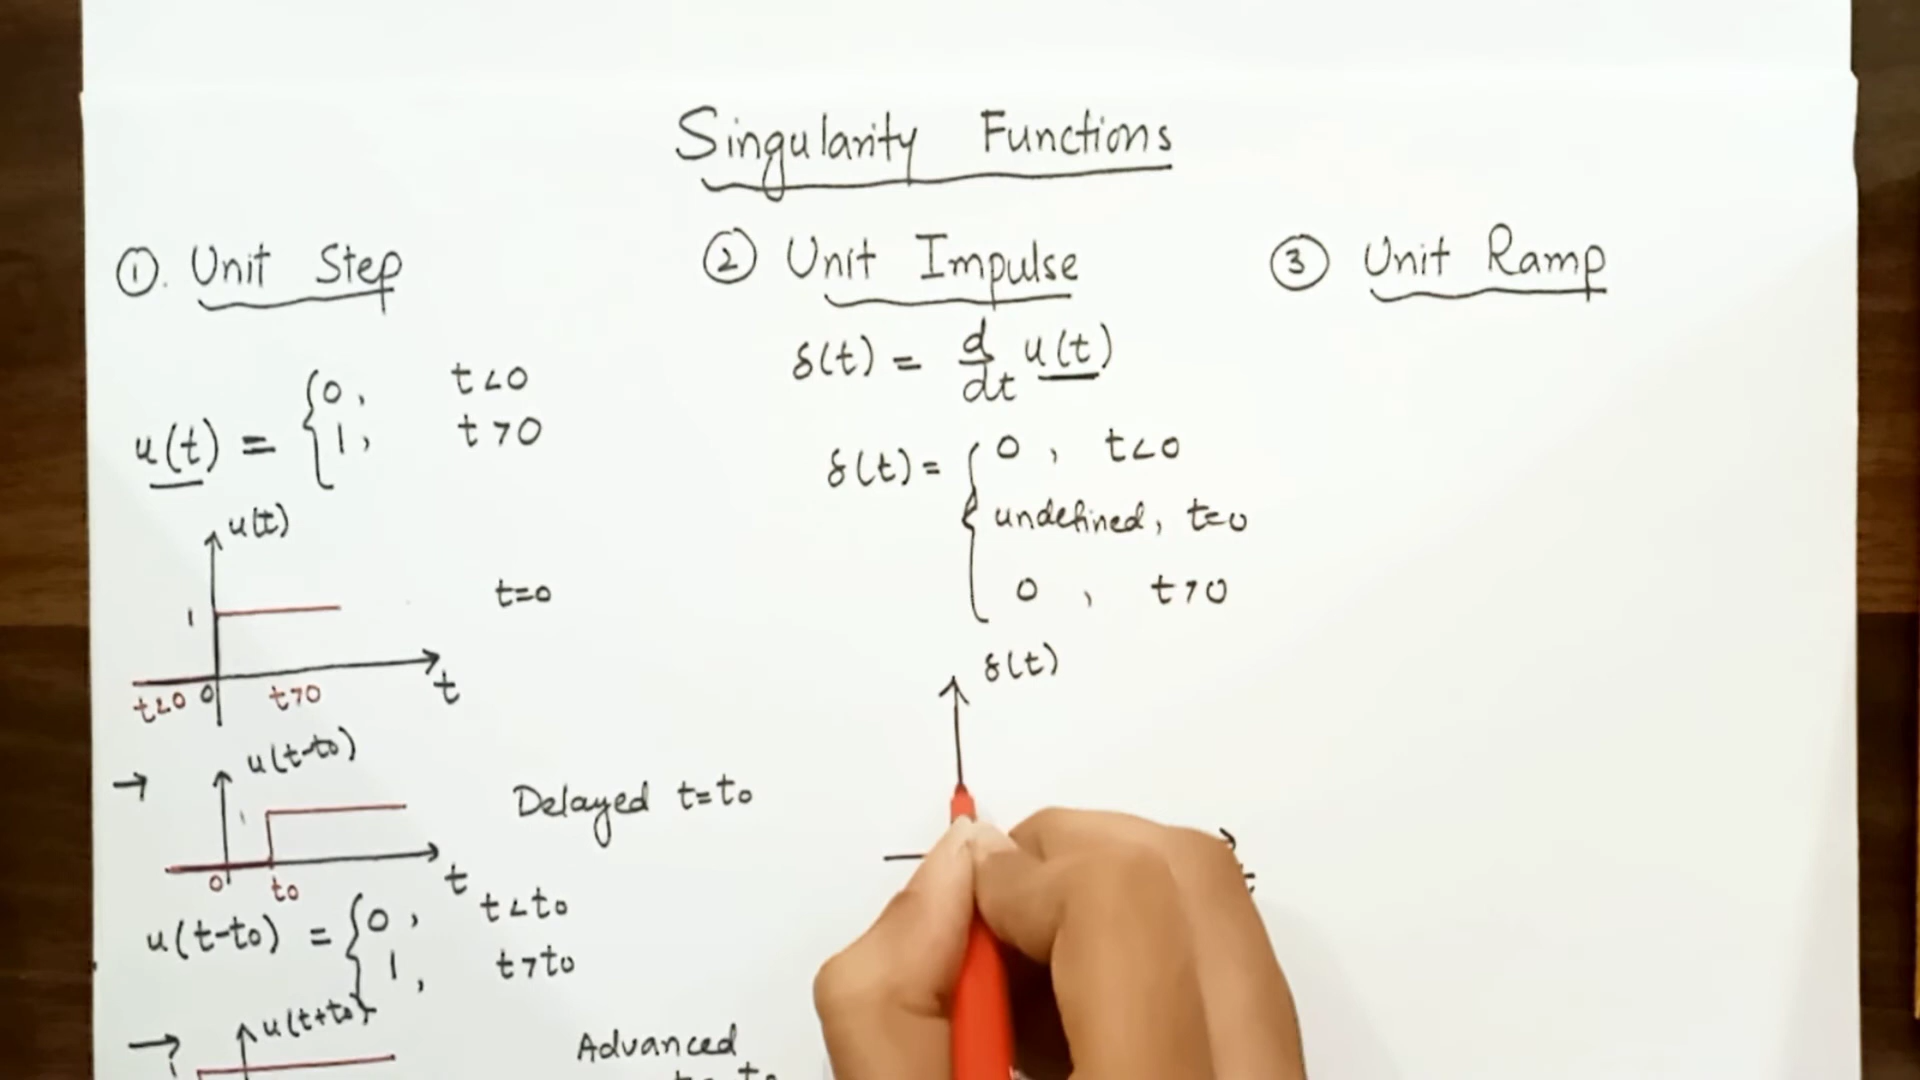 Singularity Functions
①. Unit Step
u(t) = { 0, t<0
1, t>0
u(t)
1
t=0
t<0 0 t>0 t
→ u(t-t0)
1
Delayed t=t0
0 t0 t
u(t-t0) = { 0, t<t0
1, t>t0
→ u(t+t0)
1
Advanced
② Unit Impulse
δ(t) = d/dt u(t)
δ(t) = { 0, t<0
undefined, t=0
0, t>0
δ(t)
③ Unit Ramp